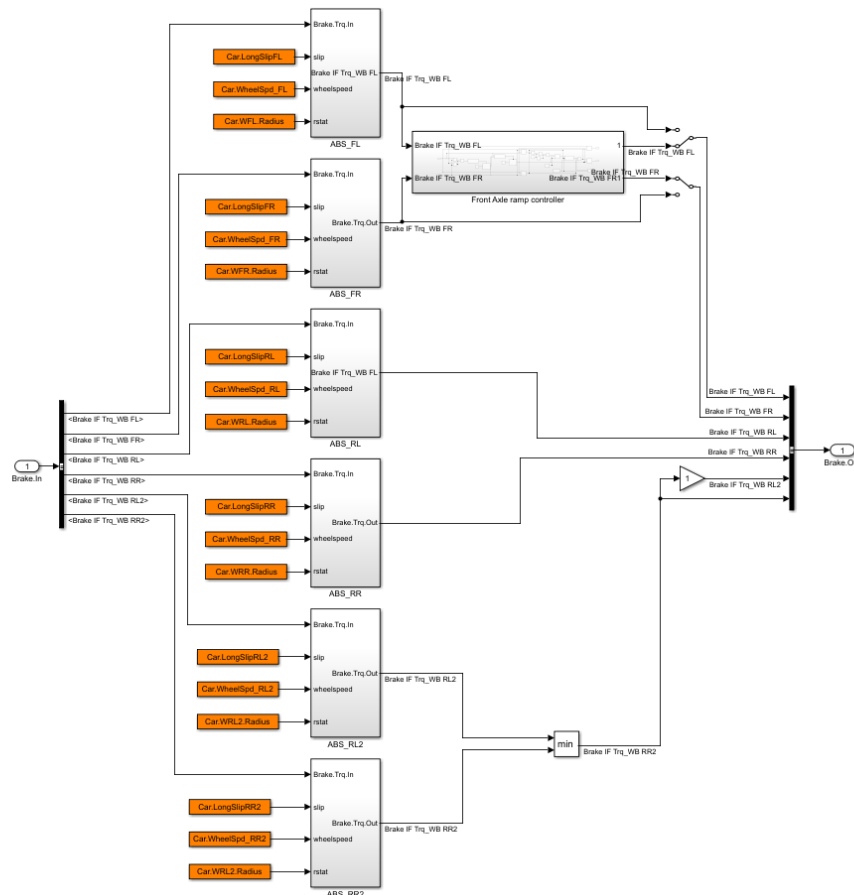 Brake.Trq.In
Car.LongSlipFL
slip
Brake IF Trq_WB FL
Brake IF Trq_WB FL
Car.WheelSpd_FL
wheelspeed
Car.WFL.Radius
rstat
ABS_FL
Brake IF Trq_WB FL
1
Brake IF Trq_WB FL
Brake IF Trq_WB FR
Brake IF Trq_WB FR
Brake IF Trq_WB FR1
Front Axle ramp controller
Brake.Trq.In
Car.LongSlipFR
slip
Brake.Trq.Out
Brake IF Trq_WB FR
Car.WheelSpd_FR
wheelspeed
Car.WFR.Radius
rstat
ABS_FR
Brake.Trq.In
Car.LongSlipRL
slip
Brake IF Trq_WB FL
Car.WheelSpd_RL
wheelspeed
Car.WRL.Radius
rstat
ABS_RL
1
Brake.In
<Brake IF Trq_WB FL>
<Brake IF Trq_WB FR>
<Brake IF Trq_WB RL>
<Brake IF Trq_WB RR>
<Brake IF Trq_WB RL2>
<Brake IF Trq_WB RR2>
Brake IF Trq_WB FL
Brake IF Trq_WB FR
Brake IF Trq_WB RL
Brake IF Trq_WB RR
1
Brake IF Trq_WB RL2
1
Brake.O
Brake.Trq.In
Car.LongSlipRR
slip
Brake.Trq.Out
Car.WheelSpd_RR
wheelspeed
Car.WRR.Radius
rstat
ABS_RR
Brake.Trq.In
Car.LongSlipRL2
slip
Brake.Trq.Out
Brake IF Trq_WB RL2
Car.WheelSpd_RL2
wheelspeed
Car.WRL2.Radius
rstat
ABS_RL2
min
Brake IF Trq_WB RR2
Brake.Trq.In
Car.LongSlipRR2
slip
Brake.Trq.Out
Brake IF Trq_WB RR2
Car.WheelSpd_RR2
wheelspeed
Car.WRL2.Radius
rstat
ABS_RR2